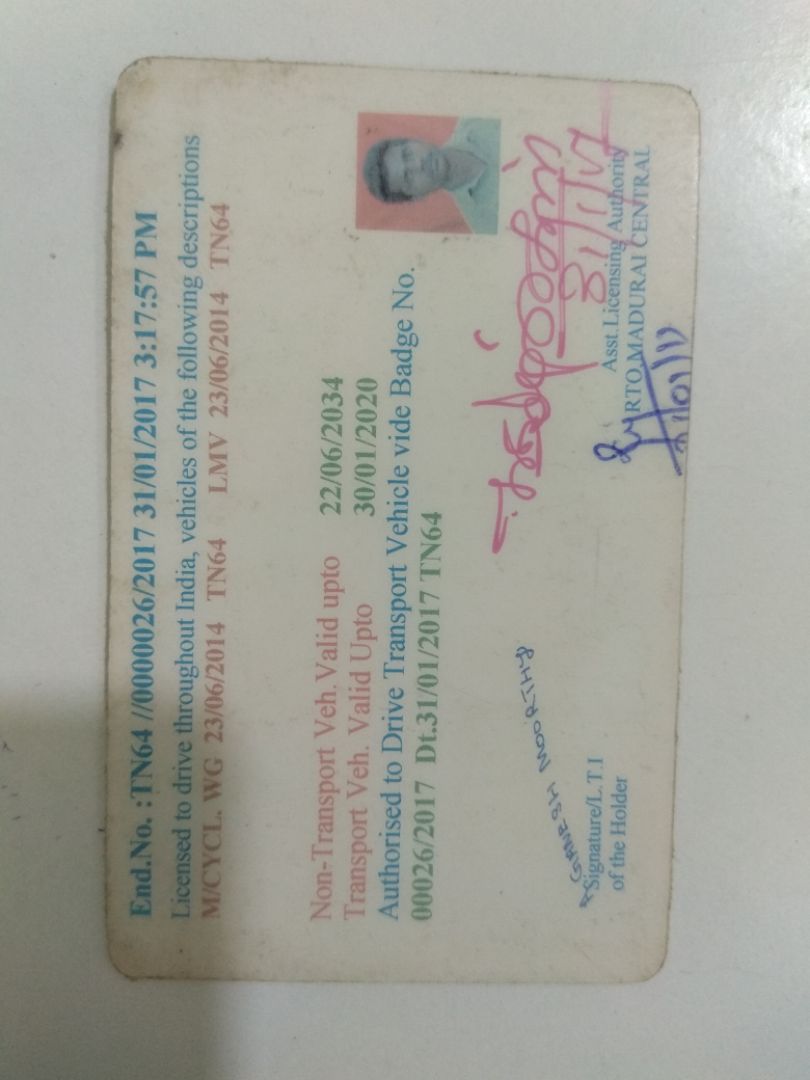 End.No. :TN64 //0000026/2017 31/01/2017 3:17:57 PM
Licensed to drive throughout India, vehicles of the following descriptions
M/CYCL. WG 23/06/2014 TN64 LMV 23/06/2014 TN64
Non-Transport Veh.Valid upto 22/06/2034
Transport Veh. Valid Upto 30/01/2020
Authorised to Drive Transport Vehicle vide Badge No.
00026/2017 Dt.31/01/2017 TN64
GANESH MOORTHY
Signature/L.T.I
of the Holder
Asst.Licensing Authority
RTO.MADURAI CENTRAL